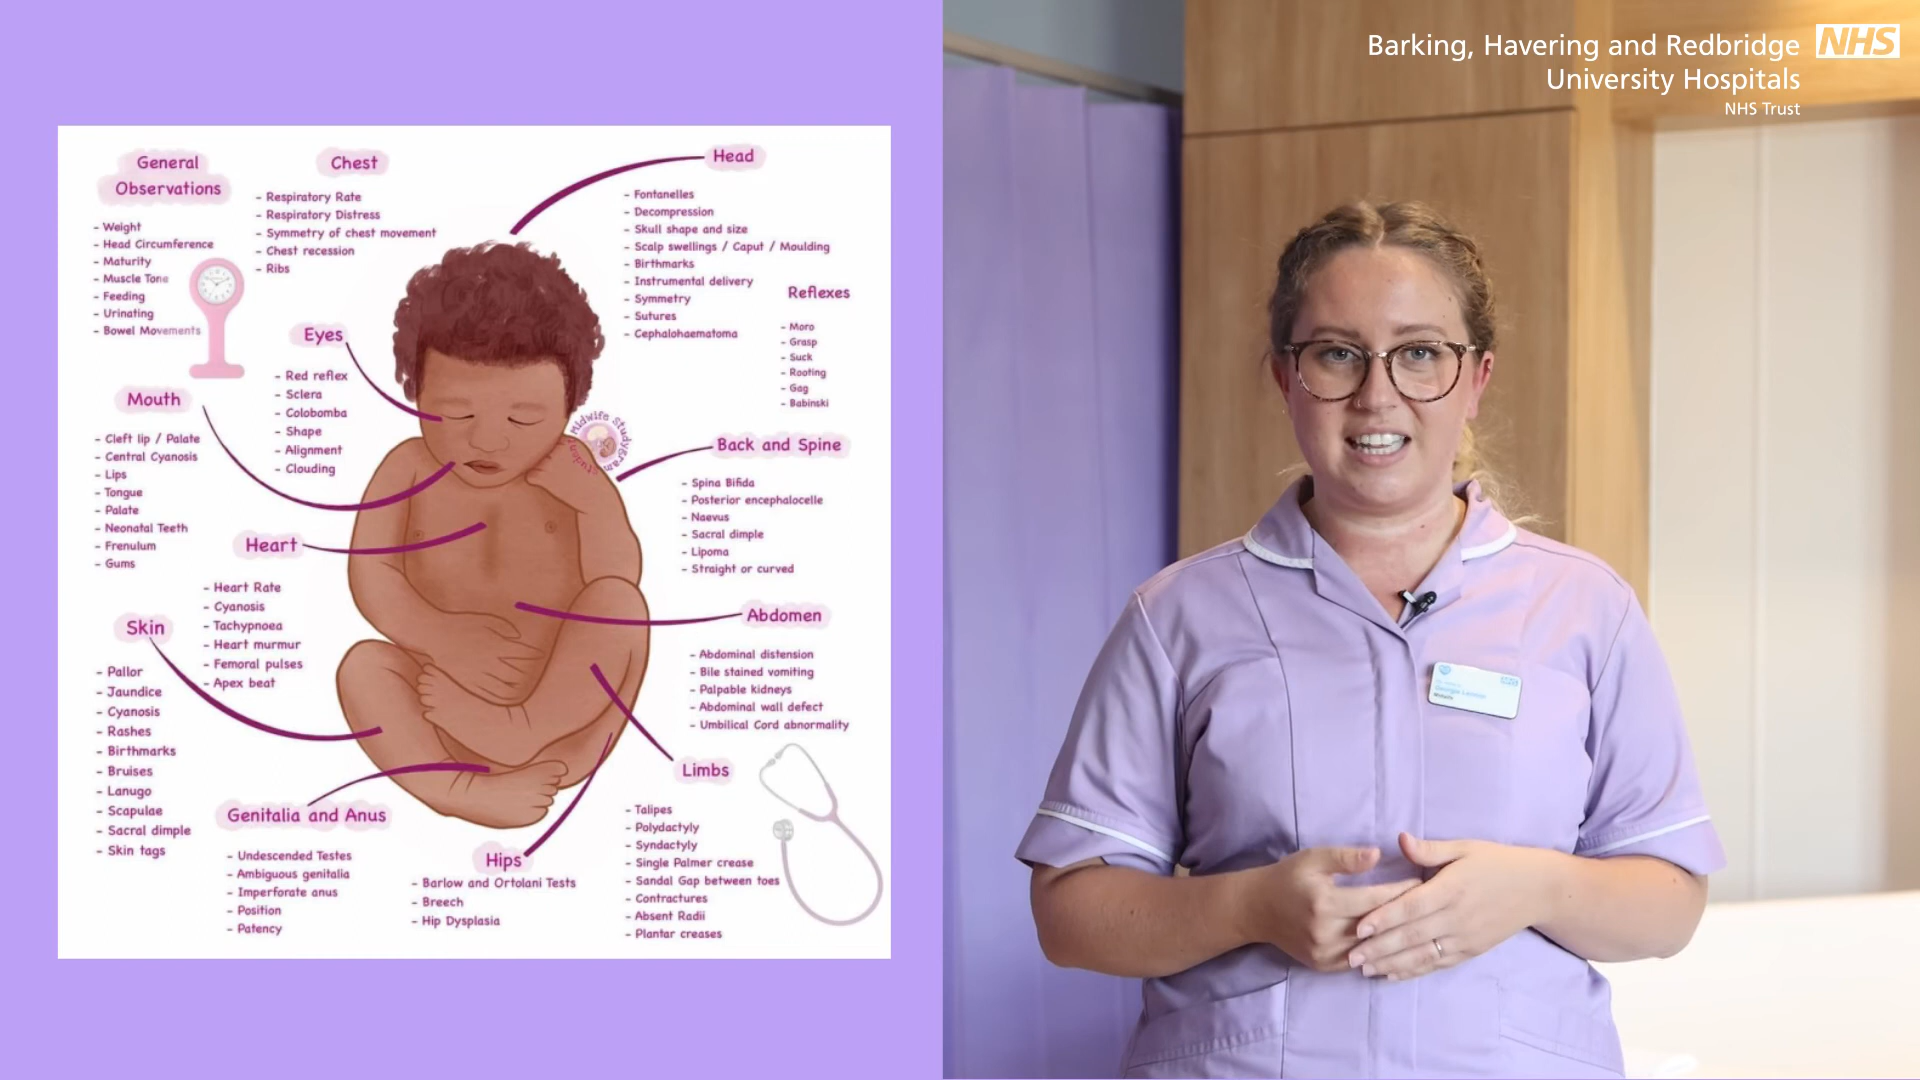 General
Observations
- Weight
- Head Circumference
- Maturity
- Muscle Tone
- Feeding
- Urinating
- Bowel Movements
Chest
- Respiratory Rate
- Respiratory Distress
- Symmetry of chest movement
- Chest recession
- Ribs
Head
- Fontanelles
- Decompression
- Skull shape and size
- Scalp swellings / Caput / Moulding
- Birthmarks
- Instrumental delivery
- Symmetry
- Sutures
- Cephalohaematoma
Reflexes
- Moro
- Grasp
- Suck
- Rooting
- Gag
- Babinski
Eyes
- Red reflex
- Sclera
- Colobomba
- Shape
- Alignment
- Clouding
Mouth
- Cleft lip / Palate
- Central Cyanosis
- Lips
- Tongue
- Palate
- Neonatal Teeth
- Frenulum
- Gums
Student Midwife Studygram
Back and Spine
- Spina Bifida
- Posterior encephalocelle
- Naevus
- Sacral dimple
- Lipoma
- Straight or curved
Heart
- Heart Rate
- Cyanosis
- Tachypnoea
- Heart murmur
- Femoral pulses
- Apex beat
Skin
- Pallor
- Jaundice
- Cyanosis
- Rashes
- Birthmarks
- Bruises
- Lanugo
- Scapulae
- Sacral dimple
- Skin tags
Abdomen
- Abdominal distension
- Bile stained vomiting
- Palpable kidneys
- Abdominal wall defect
- Umbilical Cord abnormality
Limbs
- Talipes
- Polydactyly
- Syndactyly
- Single Palmer crease
- Sandal Gap between toes
- Contractures
- Absent Radii
- Plantar creases
Genitalia and Anus
- Undescended Testes
- Ambiguous genitalia
- Imperforate anus
- Position
- Patency
Hips
- Barlow and Ortolani Tests
- Breech
- Hip Dysplasia
Barking, Havering and Redbridge
University Hospitals
NHS Trust
NHS
NHS
Georgia
Midwife